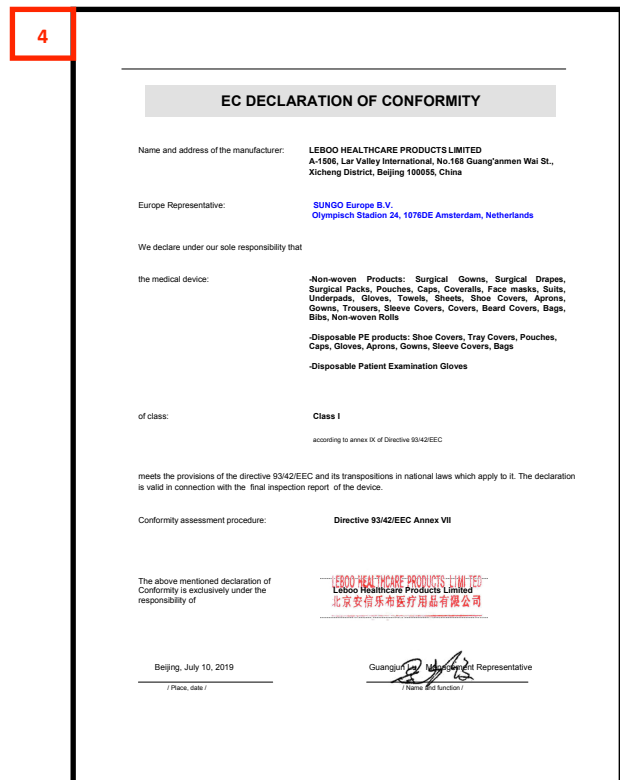 4
EC DECLARATION OF CONFORMITY
Name and address of the manufacturer:
LEBOO HEALTHCARE PRODUCTS LIMITED
A-1506, Lar Valley International, No.168 Guang'anmen Wai St.,
Xicheng District, Beijing 100055, China
Europe Representative:
SUNGO Europe B.V.
Olympisch Stadion 24, 1076DE Amsterdam, Netherlands
We declare under our sole responsibility that
the medical device:
-Non-woven Products: Surgical Gowns, Surgical Drapes,
Surgical Packs, Pouches, Caps, Coveralls, Face masks, Suits,
Underpads, Gloves, Towels, Sheets, Shoe Covers, Aprons,
Gowns, Trousers, Sleeve Covers, Covers, Beard Covers, Bags,
Bibs, Non-woven Rolls
-Disposable PE products: Shoe Covers, Tray Covers, Pouches,
Caps, Gloves, Aprons, Gowns, Sleeve Covers, Bags
-Disposable Patient Examination Gloves
of class:
Class I
according to annex IX of Directive 93/42/EEC
meets the provisions of the directive 93/42/EEC and its transpositions in national laws which apply to it. The declaration
is valid in connection with the final inspection report of the device.
Conformity assessment procedure:
Directive 93/42/EEC Annex VII
The above mentioned declaration of
Conformity is exclusively under the
responsibility of
LEBOO HEALTHCARE PRODUCTS LIMITED
Leboo Healthcare Products Limited
北京安信乐布医疗用品有限公司
Beijing, July 10, 2019
Guangjun Management Representative
/ Place, date /
/ Name and function /